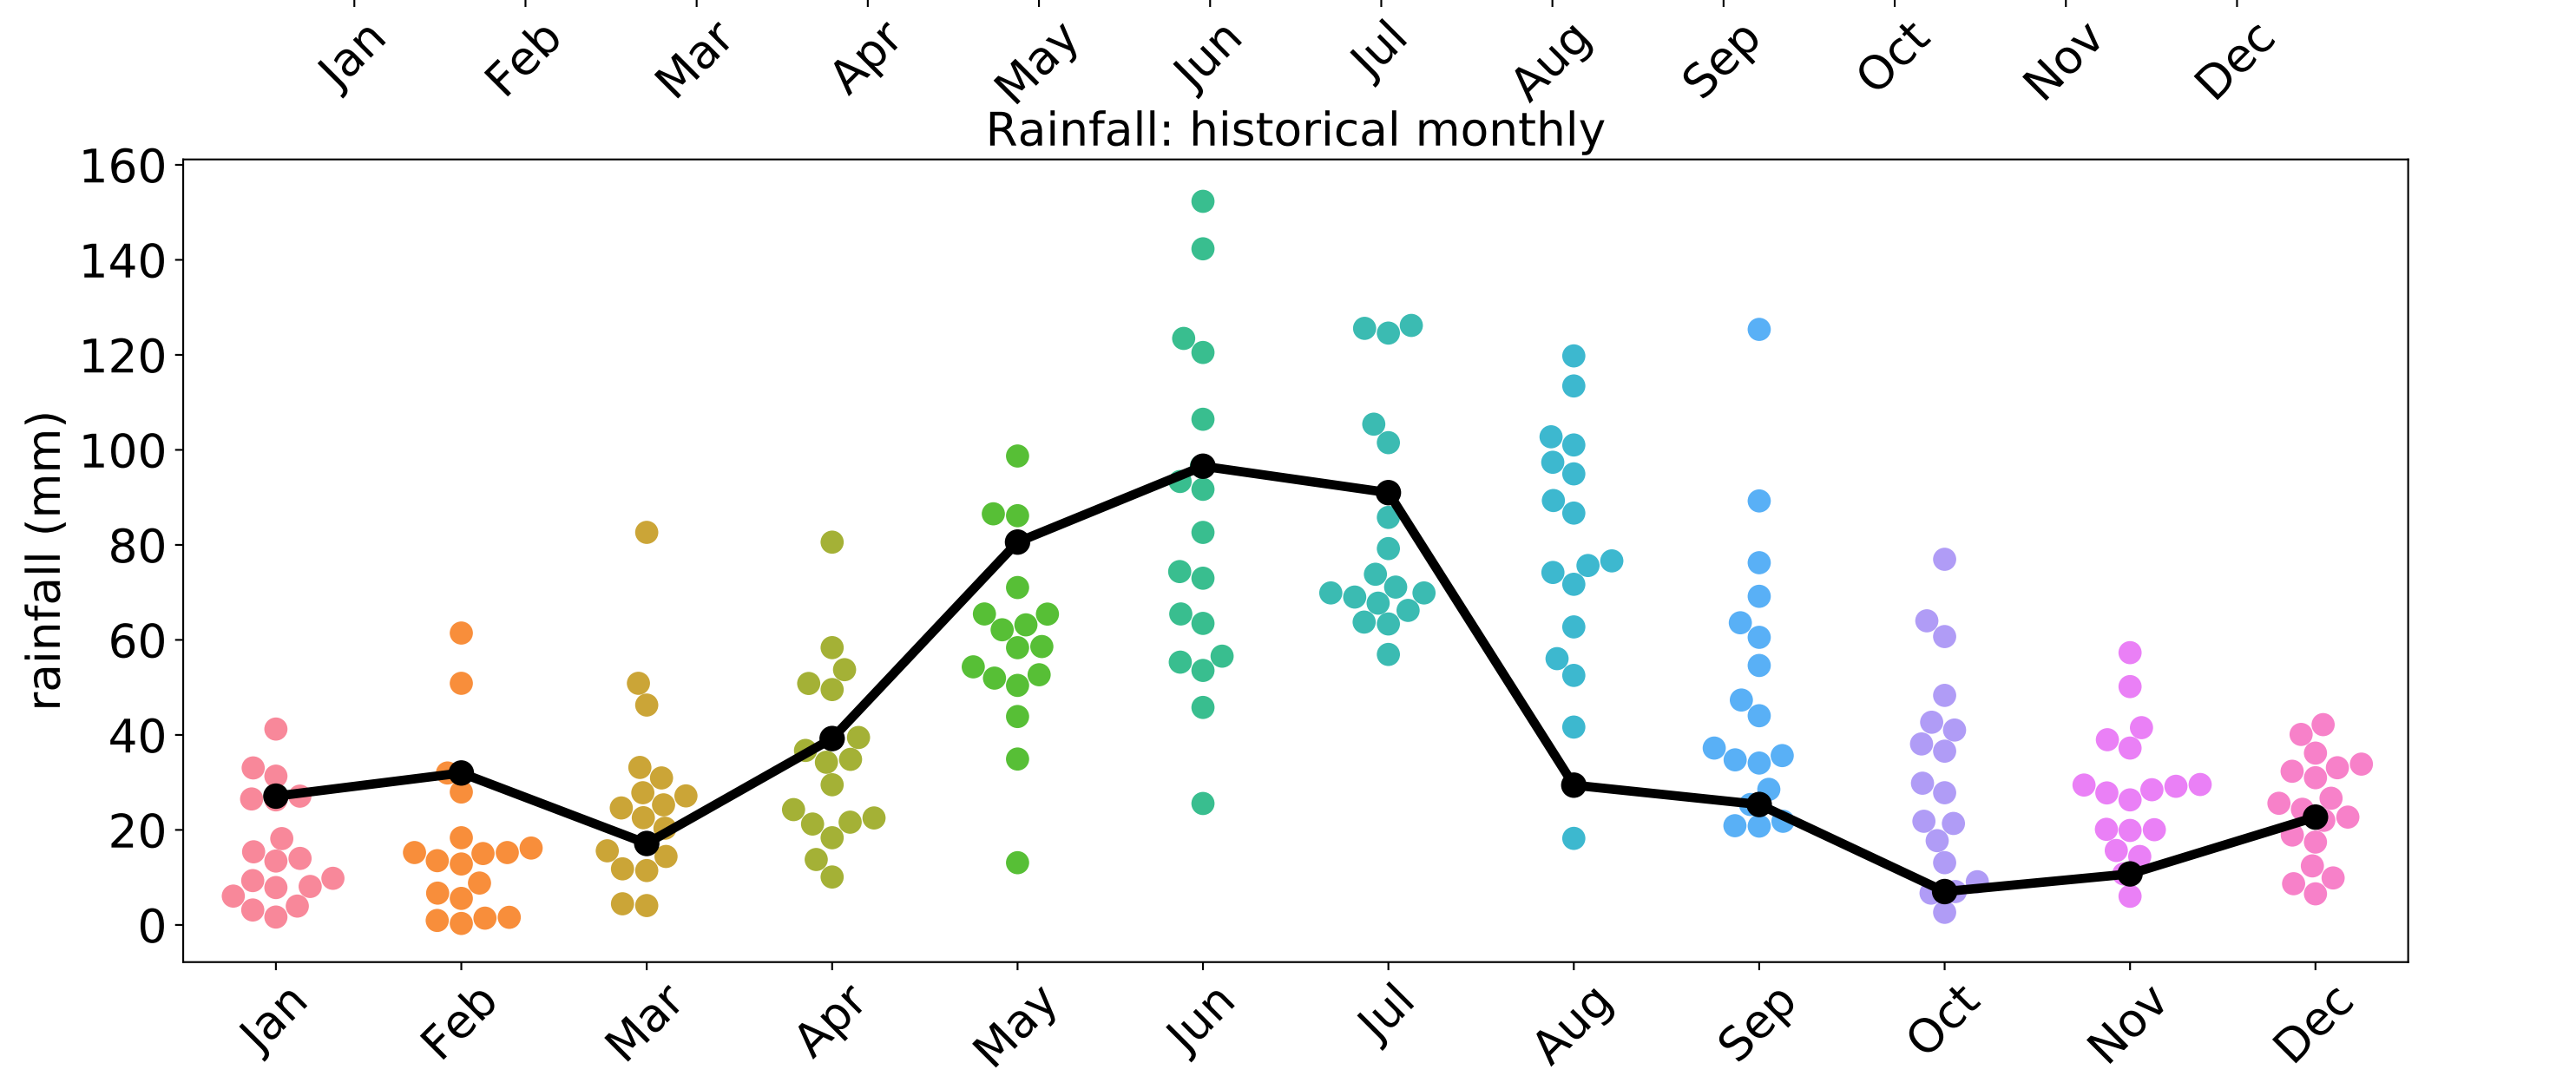 Jan Feb Mar Apr May Jun Jul Aug Sep Oct Nov Dec
Rainfall: historical monthly
160
140
120
100
80
60
40
20
0
rainfall (mm)
Jan Feb Mar Apr May Jun Jul Aug Sep Oct Nov Dec